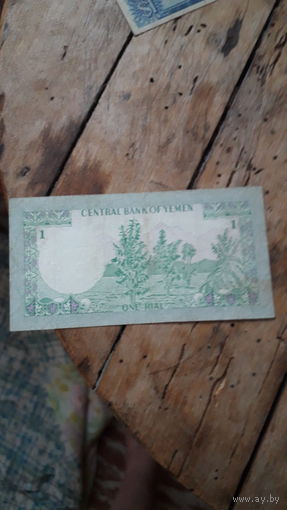 CENTRAL BANK OF YEMEN
1 1
ONE RIAL
www.ay.by